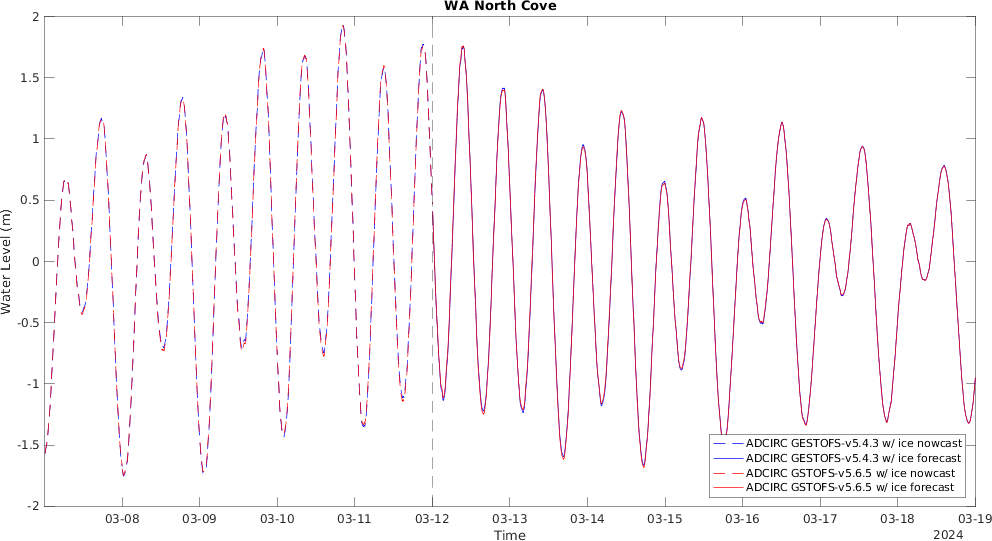 WA North Cove
2
1.5
1
0.5
0
-0.5
-1
-1.5
-2
Water Level (m)
ADCIRC GESTOFS-v5.4.3 w/ ice nowcast
ADCIRC GESTOFS-v5.4.3 w/ ice forecast
ADCIRC GSTOFS-v5.6.5 w/ ice nowcast
ADCIRC GSTOFS-v5.6.5 w/ ice forecast
03-08 03-09 03-10 03-11 03-12 03-13 03-14 03-15 03-16 03-17 03-18 03-19
Time
2024